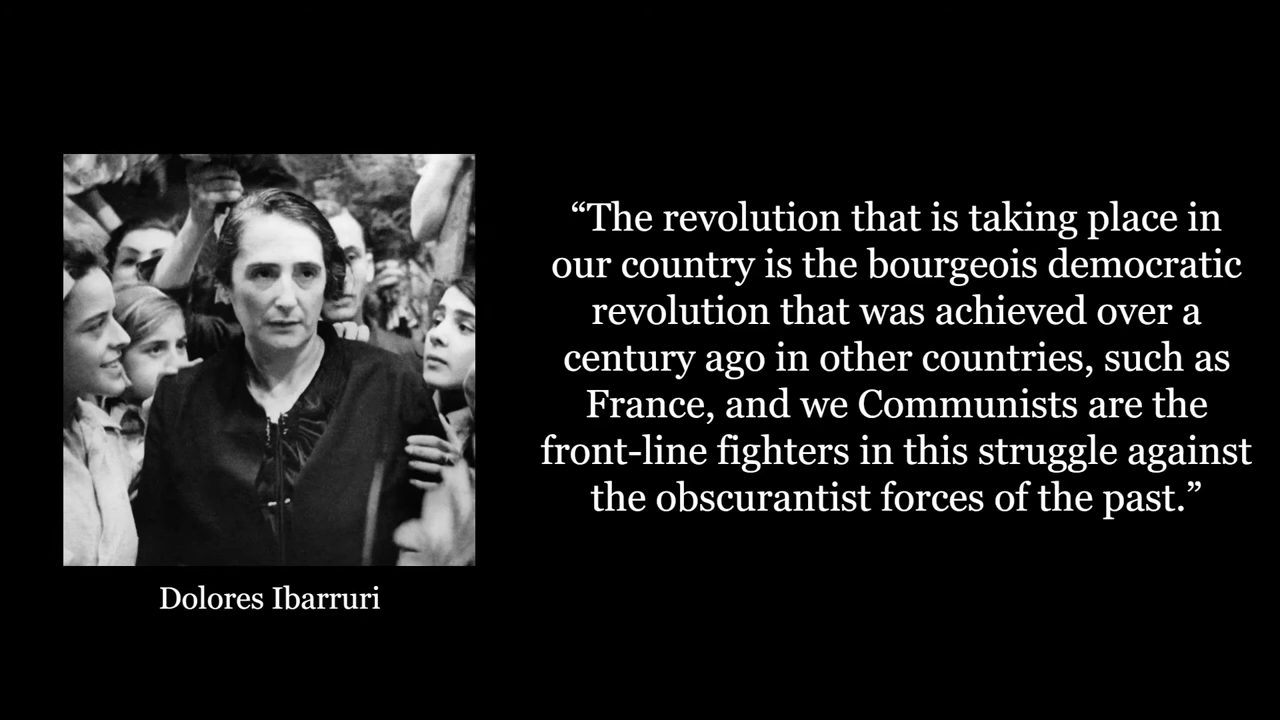 “The revolution that is taking place in
our country is the bourgeois democratic
revolution that was achieved over a
century ago in other countries, such as
France, and we Communists are the
front-line fighters in this struggle against
the obscurantist forces of the past.”
Dolores Ibarruri